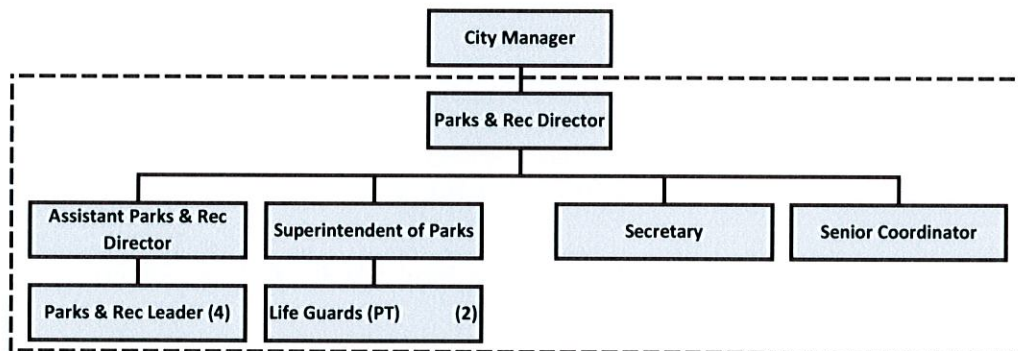 City Manager
Parks & Rec Director
Assistant Parks & Rec
Director
Superintendent of Parks
Secretary
Senior Coordinator
Parks & Rec Leader (4)
Life Guards (PT) (2)